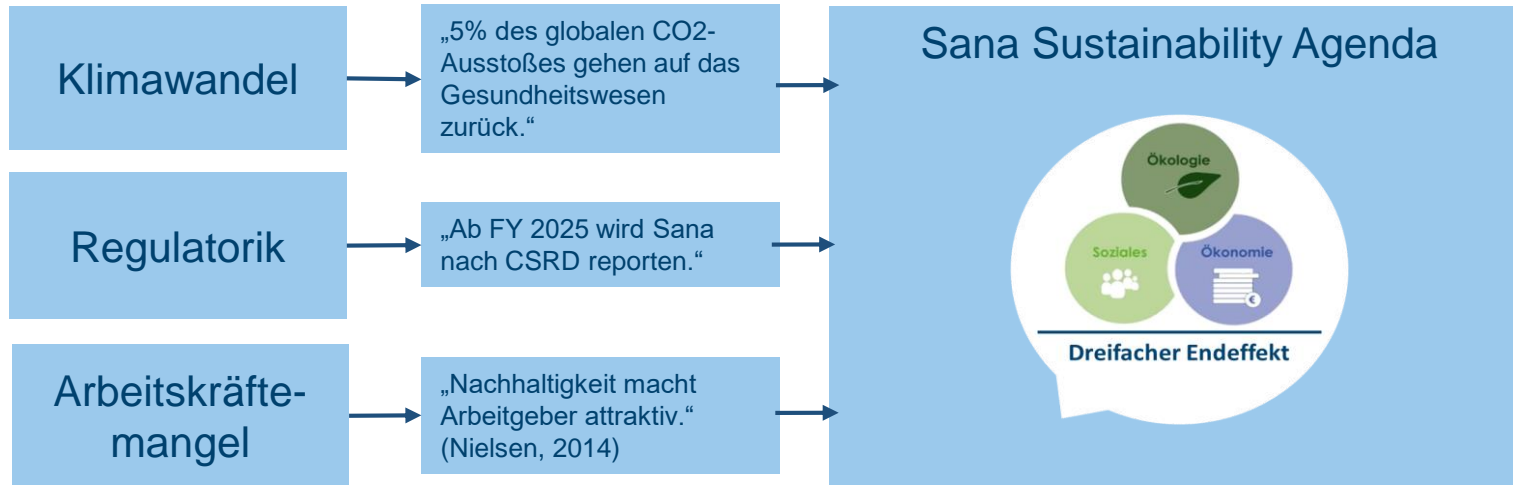 Klimawandel
„5% des globalen CO2-
Ausstoßes gehen auf das
Gesundheitswesen
zurück.“
Regulatorik
„Ab FY 2025 wird Sana
nach CSRD reporten.“
Arbeitskräfte-
mangel
„Nachhaltigkeit macht
Arbeitgeber attraktiv.“
(Nielsen, 2014)
Sana Sustainability Agenda
Ökologie
Soziales
Ökonomie
€
Dreifacher Endeffekt